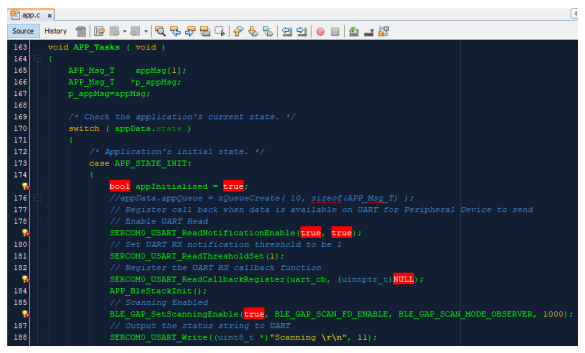 app.c x
Source History
163 void APP_Tasks ( void )
164 {
165 APP_Msg_T appMsg[1];
166 APP_Msg_T *p_appMsg;
167 p_appMsg=appMsg;
168
169 /* Check the application's current state. */
170 switch ( appData.state )
171 {
172 /* Application's initial state. */
173 case APP_STATE_INIT:
174 {
bool appInitialized = true;
176 //appData.appQueue = xQueueCreate( 10, sizeof(APP_Msg_T) );
177 // Register call back when data is available on UART for Peripheral Device to send
178 // Enable UART Read
SERCOM0_USART_ReadNotificationEnable(true, true);
180 // Set UART RX notification threshold to be 1
181 SERCOM0_USART_ReadThresholdSet(1);
182 // Register the UART RX callback function
SERCOM0_USART_ReadCallbackRegister(uart_cb, (uintptr_t)NULL);
184 APP_BleStackInit();
185 // Scanning Enabled
BLE_GAP_SetScanningEnable(true, BLE_GAP_SCAN_FD_ENABLE, BLE_GAP_SCAN_MODE_OBSERVER, 1000);
187 // Output the status string to UART
188 SERCOM0_USART_Write((uint8_t *)"Scanning \r\n", 11);